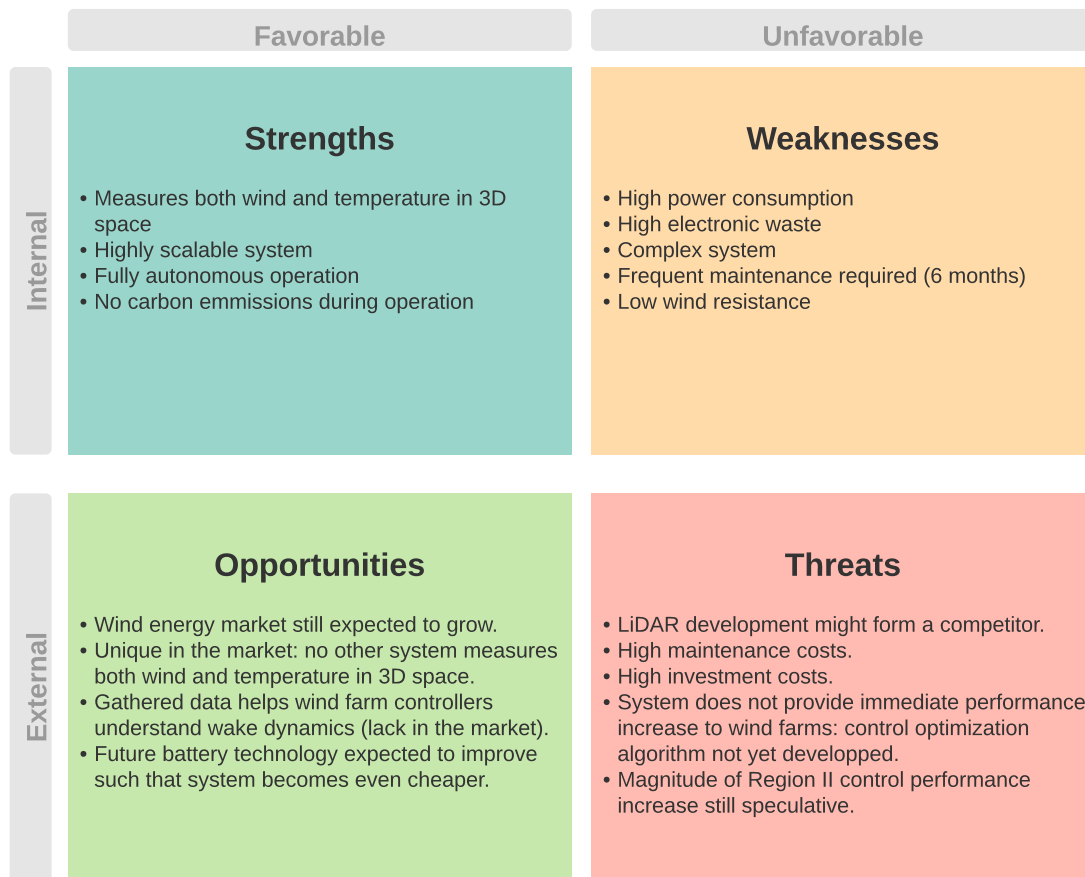 Favorable
Unfavorable
Internal
Strengths
• Measures both wind and temperature in 3D
space
• Highly scalable system
• Fully autonomous operation
• No carbon emmissions during operation
Weaknesses
• High power consumption
• High electronic waste
• Complex system
• Frequent maintenance required (6 months)
• Low wind resistance
External
Opportunities
• Wind energy market still expected to grow.
• Unique in the market: no other system measures
both wind and temperature in 3D space.
• Gathered data helps wind farm controllers
understand wake dynamics (lack in the market).
• Future battery technology expected to improve
such that system becomes even cheaper.
Threats
• LiDAR development might form a competitor.
• High maintenance costs.
• High investment costs.
• System does not provide immediate performance
increase to wind farms: control optimization
algorithm not yet developped.
• Magnitude of Region II control performance
increase still speculative.